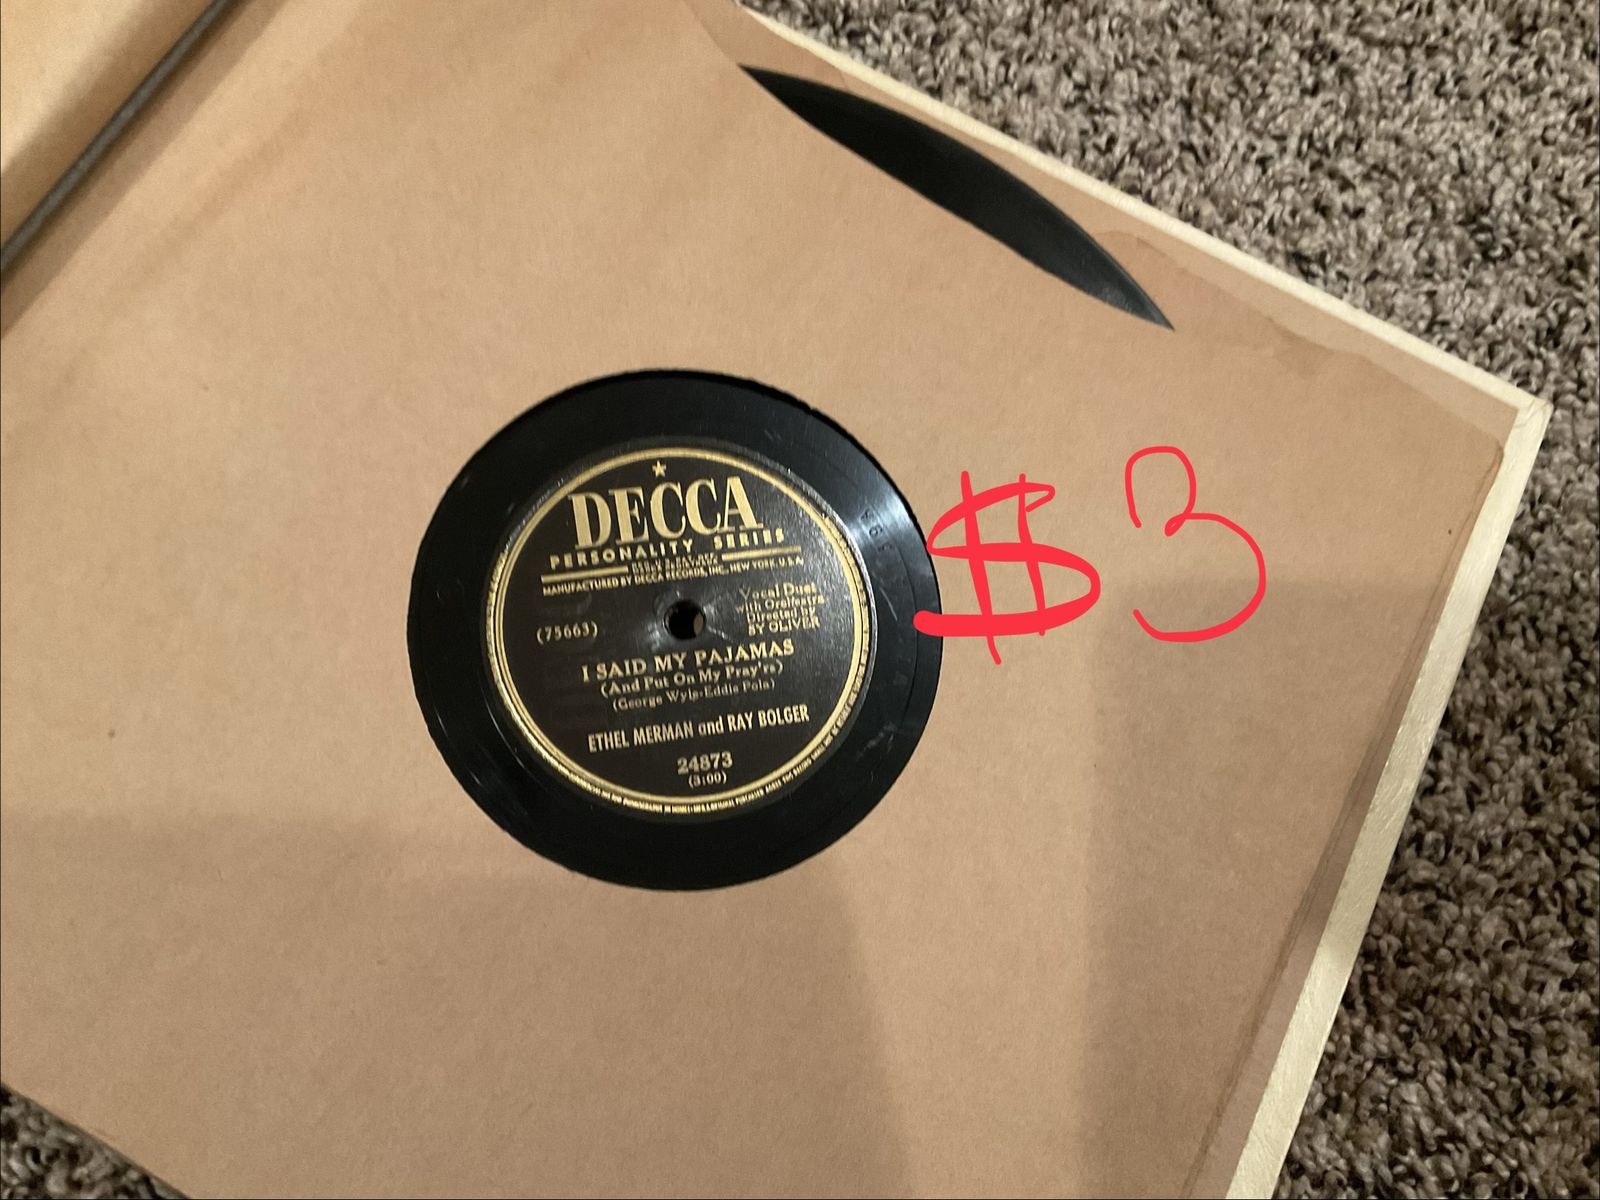 DECCA
PERSONALITY SERIES
MANUFACTURED BY DECCA RECORDS, INC., NEW YORK, U.S.A.
Vocal Duet
with Orchestra
Directed by
SY OLIVER
(75663)
I SAID MY PAJAMAS
(And Put On My Pray'rs)
(George Wyle-Eddie Pola)
ETHEL MERMAN and RAY BOLGER
24873
(3:00)
$3